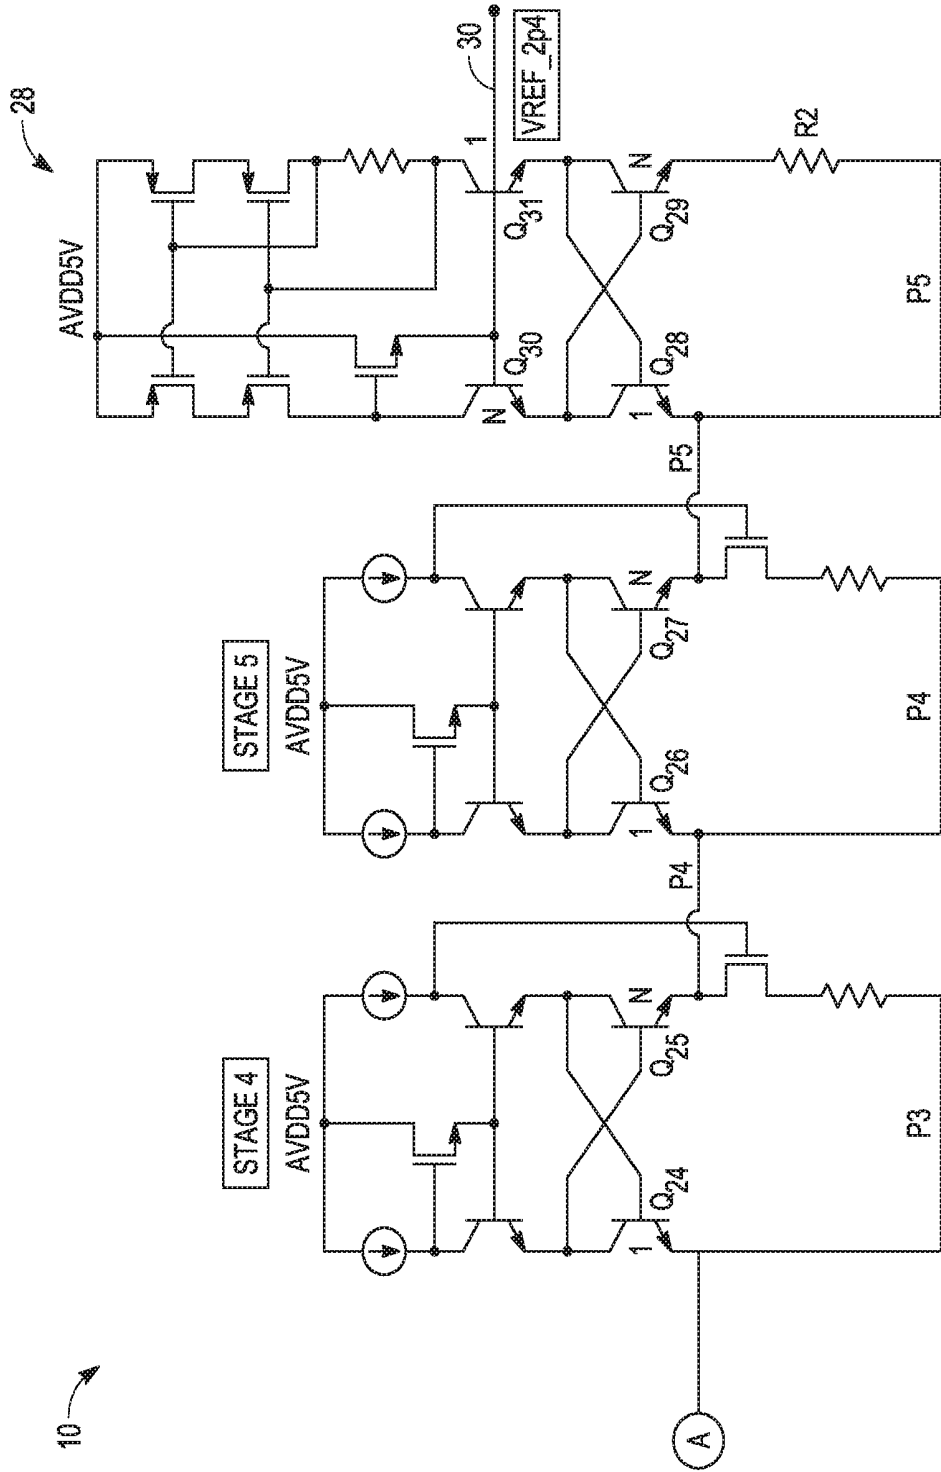 10
28
STAGE 4
AVDD5V
STAGE 5
AVDD5V
AVDD5V
30
VREF_2p4
N
Q30
Q31
1
1
Q24
Q25
N
1
Q26
Q27
N
1
Q28
Q29
N
A
P4
P5
R2
P3
P4
P5